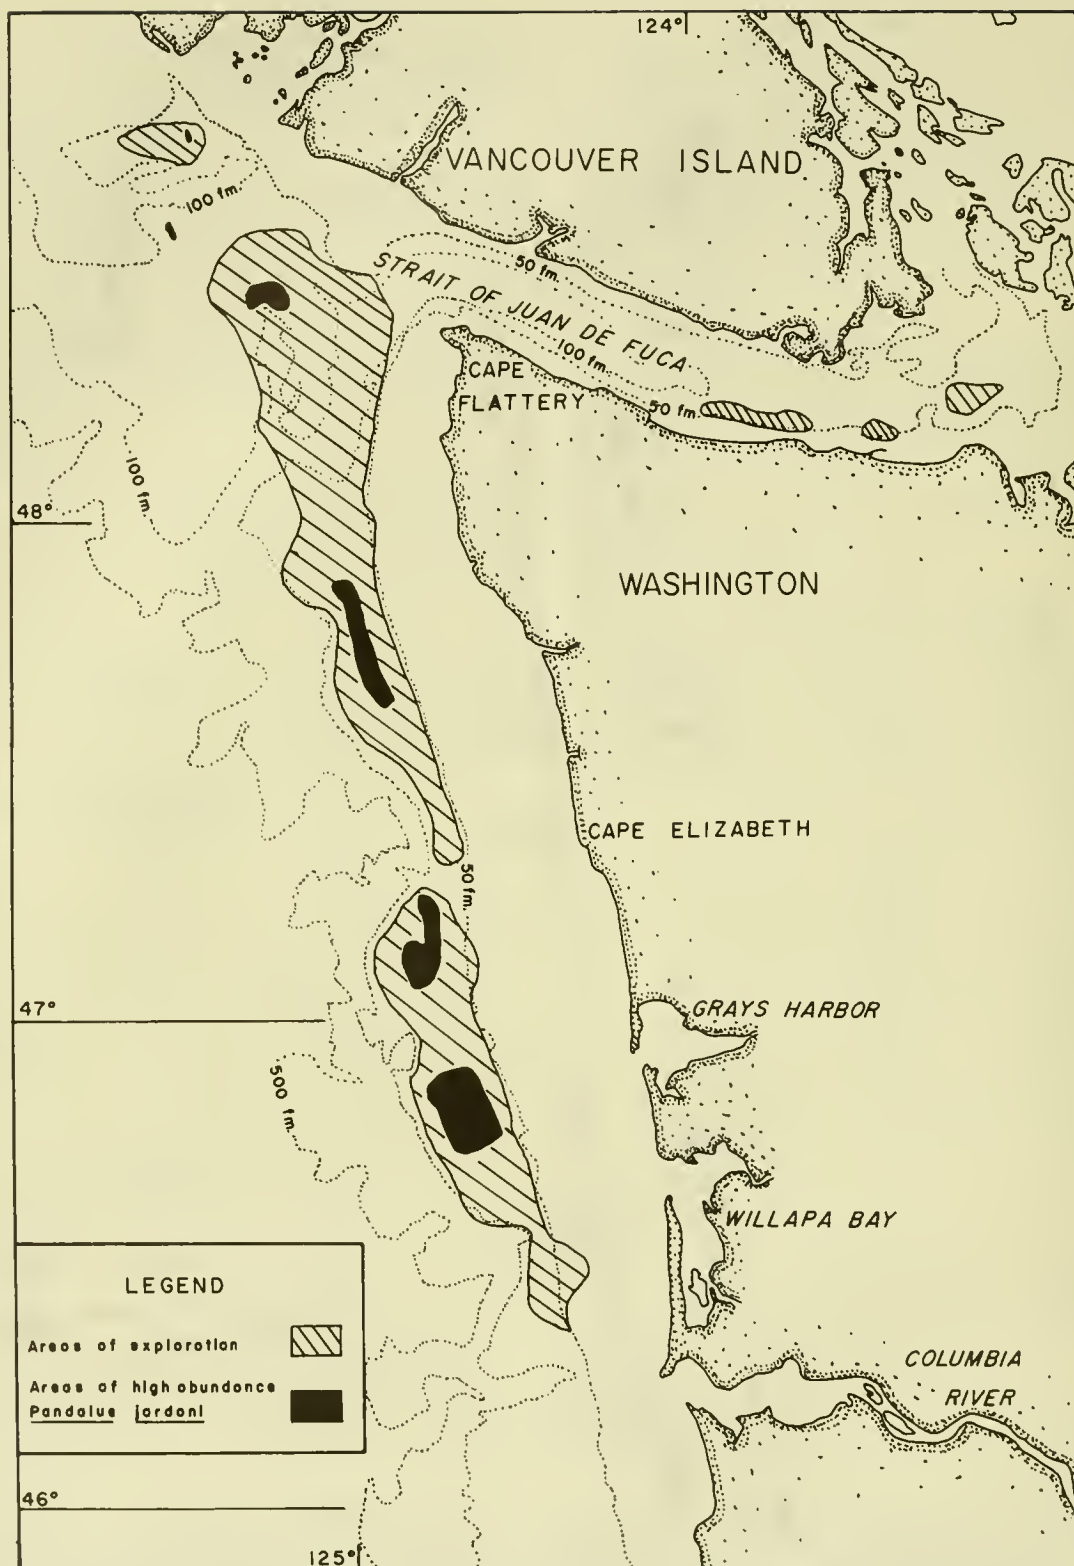 124°
VANCOUVER ISLAND
100 fm.
STRAIT OF JUAN DE FUCA
50 fm.
100 fm.
CAPE
FLATTERY
50 fm.
100 fm.
48°
WASHINGTON
CAPE ELIZABETH
50 fm.
47°
GRAYS HARBOR
500 fm.
WILLAPA BAY
LEGEND
Areas of exploration
Areas of high abundance
Pandalus jordani
COLUMBIA
RIVER
46°
125°